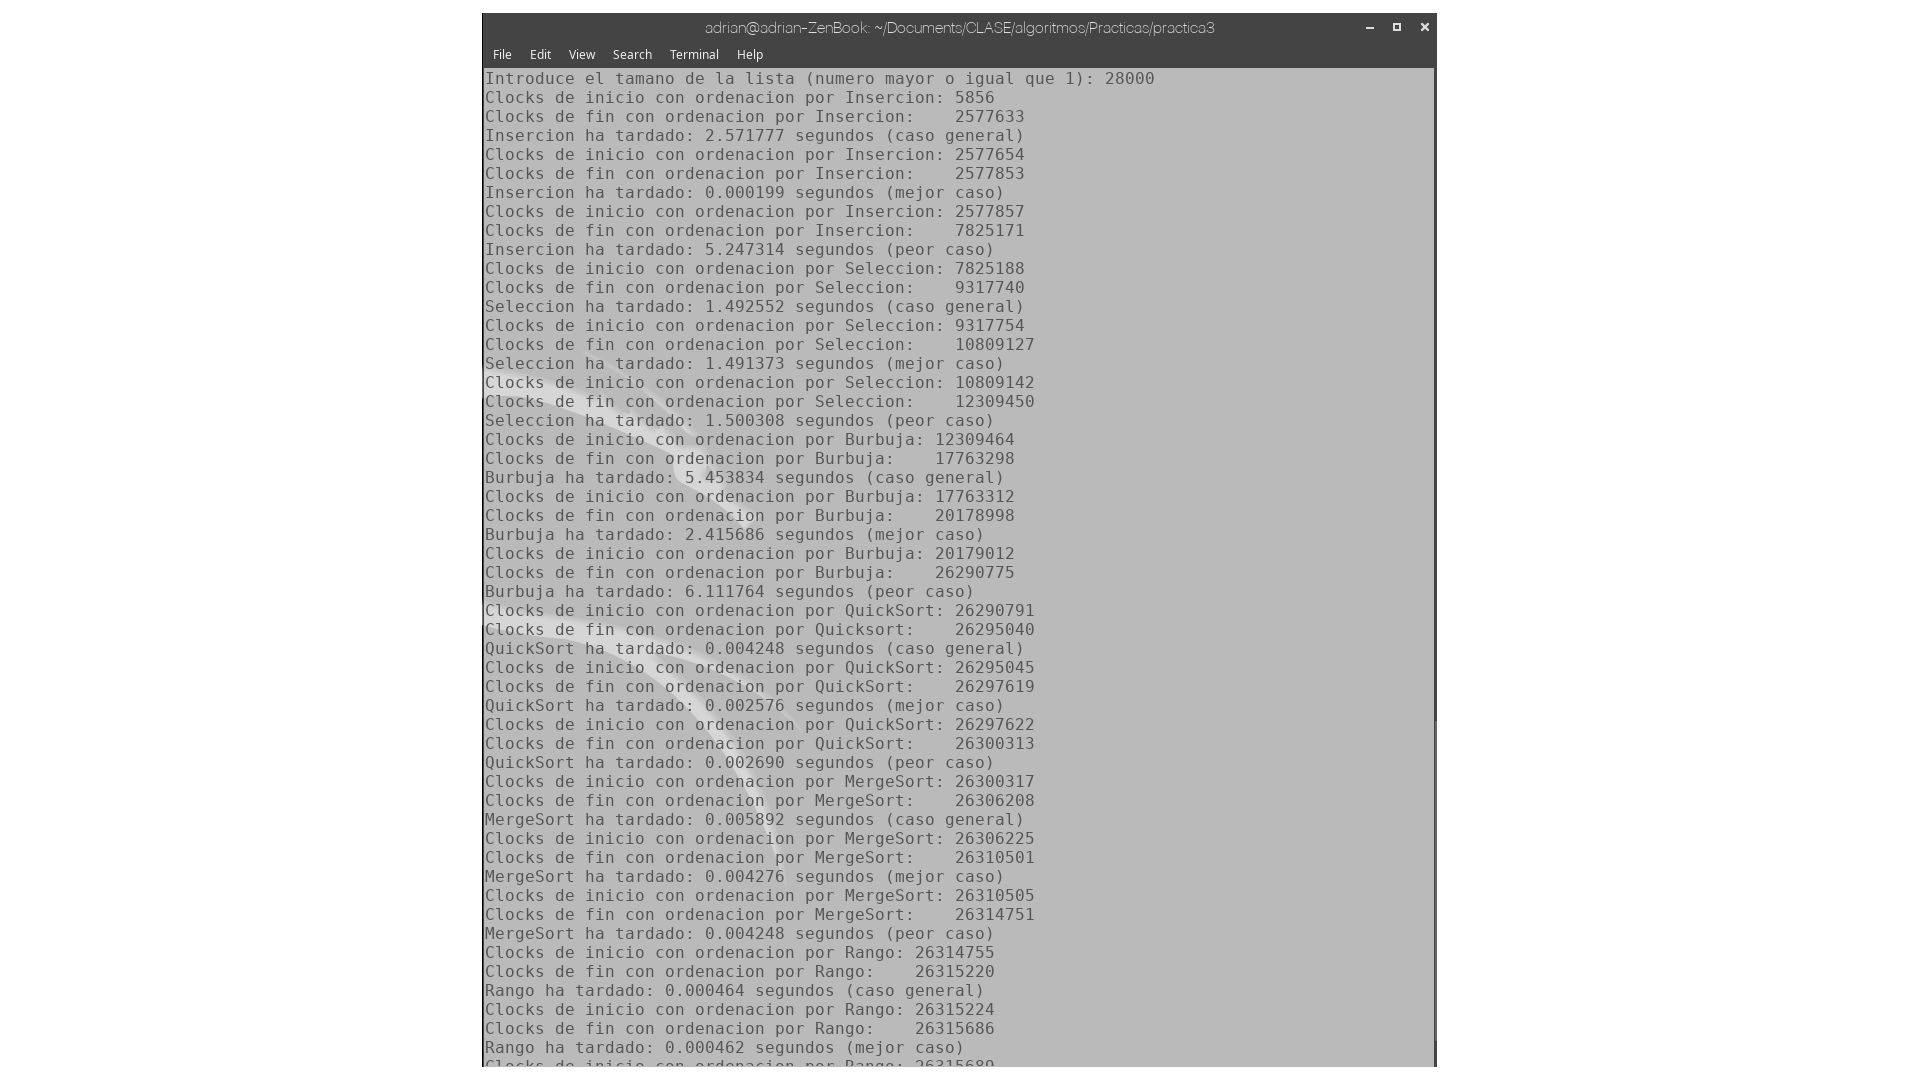 adrian@adrian-ZenBook: ~/Documents/CLASE/algoritmos/Practicas/practica3
File Edit View Search Terminal Help
Introduce el tamano de la lista (numero mayor o igual que 1): 28000
Clocks de inicio con ordenacion por Insercion: 5856
Clocks de fin con ordenacion por Insercion:    2577633
Insercion ha tardado: 2.571777 segundos (caso general)
Clocks de inicio con ordenacion por Insercion: 2577654
Clocks de fin con ordenacion por Insercion:    2577853
Insercion ha tardado: 0.000199 segundos (mejor caso)
Clocks de inicio con ordenacion por Insercion: 2577857
Clocks de fin con ordenacion por Insercion:    7825171
Insercion ha tardado: 5.247314 segundos (peor caso)
Clocks de inicio con ordenacion por Seleccion: 7825188
Clocks de fin con ordenacion por Seleccion:    9317740
Seleccion ha tardado: 1.492552 segundos (caso general)
Clocks de inicio con ordenacion por Seleccion: 9317754
Clocks de fin con ordenacion por Seleccion:    10809127
Seleccion ha tardado: 1.491373 segundos (mejor caso)
Clocks de inicio con ordenacion por Seleccion: 10809142
Clocks de fin con ordenacion por Seleccion:    12309450
Seleccion ha tardado: 1.500308 segundos (peor caso)
Clocks de inicio con ordenacion por Burbuja: 12309464
Clocks de fin con ordenacion por Burbuja:    17763298
Burbuja ha tardado: 5.453834 segundos (caso general)
Clocks de inicio con ordenacion por Burbuja: 17763312
Clocks de fin con ordenacion por Burbuja:    20178998
Burbuja ha tardado: 2.415686 segundos (mejor caso)
Clocks de inicio con ordenacion por Burbuja: 20179012
Clocks de fin con ordenacion por Burbuja:    26290775
Burbuja ha tardado: 6.111764 segundos (peor caso)
Clocks de inicio con ordenacion por QuickSort: 26290791
Clocks de fin con ordenacion por Quicksort:    26295040
QuickSort ha tardado: 0.004248 segundos (caso general)
Clocks de inicio con ordenacion por QuickSort: 26295045
Clocks de fin con ordenacion por QuickSort:    26297619
QuickSort ha tardado: 0.002576 segundos (mejor caso)
Clocks de inicio con ordenacion por QuickSort: 26297622
Clocks de fin con ordenacion por QuickSort:    26300313
QuickSort ha tardado: 0.002690 segundos (peor caso)
Clocks de inicio con ordenacion por MergeSort: 26300317
Clocks de fin con ordenacion por MergeSort:    26306208
MergeSort ha tardado: 0.005892 segundos (caso general)
Clocks de inicio con ordenacion por MergeSort: 26306225
Clocks de fin con ordenacion por MergeSort:    26310501
MergeSort ha tardado: 0.004276 segundos (mejor caso)
Clocks de inicio con ordenacion por MergeSort: 26310505
Clocks de fin con ordenacion por MergeSort:    26314751
MergeSort ha tardado: 0.004248 segundos (peor caso)
Clocks de inicio con ordenacion por Rango: 26314755
Clocks de fin con ordenacion por Rango:    26315220
Rango ha tardado: 0.000464 segundos (caso general)
Clocks de inicio con ordenacion por Rango: 26315224
Clocks de fin con ordenacion por Rango:    26315686
Rango ha tardado: 0.000462 segundos (mejor caso)
Clocks de inicio con ordenacion por Rango: 26315689